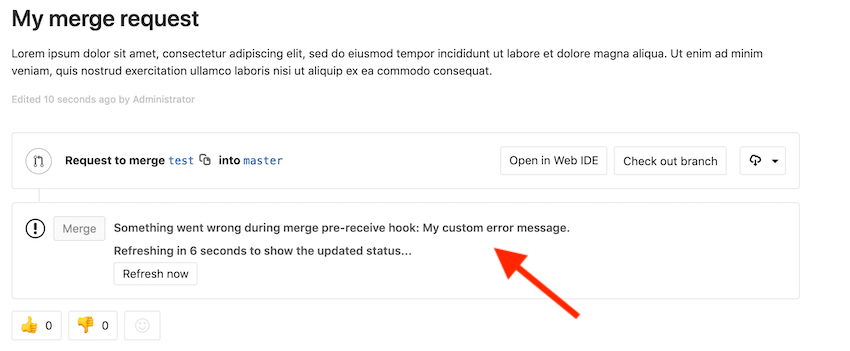 My merge request
Lorem ipsum dolor sit amet, consectetur adipiscing elit, sed do eiusmod tempor incididunt ut labore et dolore magna aliqua. Ut enim ad minim
veniam, quis nostrud exercitation ullamco laboris nisi ut aliquip ex ea commodo consequat.
Edited 10 seconds ago by Administrator
Request to merge test into master Open in Web IDE Check out branch
Merge Something went wrong during merge pre-receive hook: My custom error message.
Refreshing in 6 seconds to show the updated status...
Refresh now
0 0